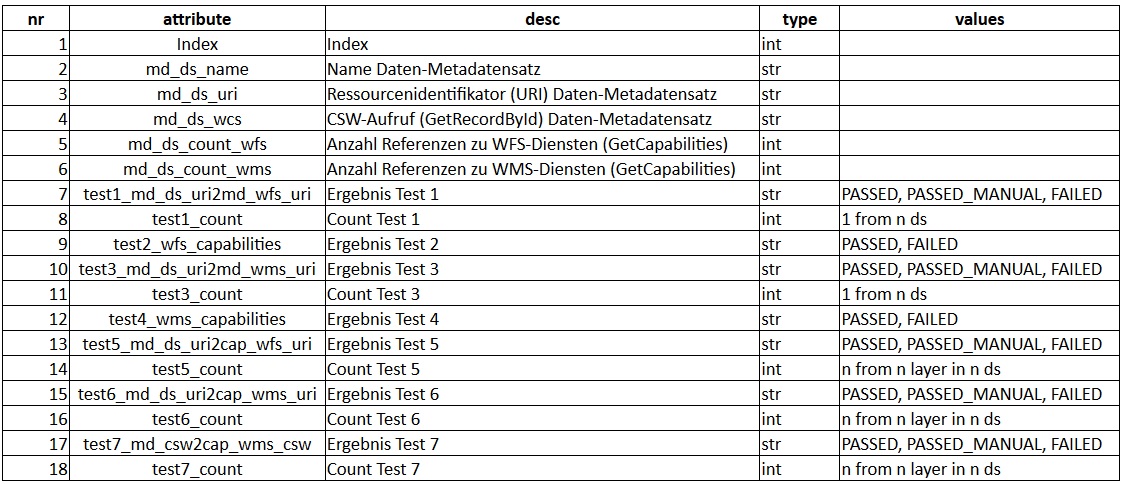 nr attribute desc type values
1 Index Index int
2 md_ds_name Name Daten-Metadatensatz str
3 md_ds_uri Ressourcenidentifikator (URI) Daten-Metadatensatz str
4 md_ds_wcs CSW-Aufruf (GetRecordById) Daten-Metadatensatz str
5 md_ds_count_wfs Anzahl Referenzen zu WFS-Diensten (GetCapabilities) int
6 md_ds_count_wms Anzahl Referenzen zu WMS-Diensten (GetCapabilities) int
7 test1_md_ds_uri2md_wfs_uri Ergebnis Test 1 str PASSED, PASSED_MANUAL, FAILED
8 test1_count Count Test 1 int 1 from n ds
9 test2_wfs_capabilities Ergebnis Test 2 str PASSED, FAILED
10 test3_md_ds_uri2md_wms_uri Ergebnis Test 3 str PASSED, PASSED_MANUAL, FAILED
11 test3_count Count Test 3 int 1 from n ds
12 test4_wms_capabilities Ergebnis Test 4 str PASSED, FAILED
13 test5_md_ds_uri2cap_wfs_uri Ergebnis Test 5 str PASSED, PASSED_MANUAL, FAILED
14 test5_count Count Test 5 int n from n layer in n ds
15 test6_md_ds_uri2cap_wms_uri Ergebnis Test 6 str PASSED, PASSED_MANUAL, FAILED
16 test6_count Count Test 6 int n from n layer in n ds
17 test7_md_csw2cap_wms_csw Ergebnis Test 7 str PASSED, PASSED_MANUAL, FAILED
18 test7_count Count Test 7 int n from n layer in n ds